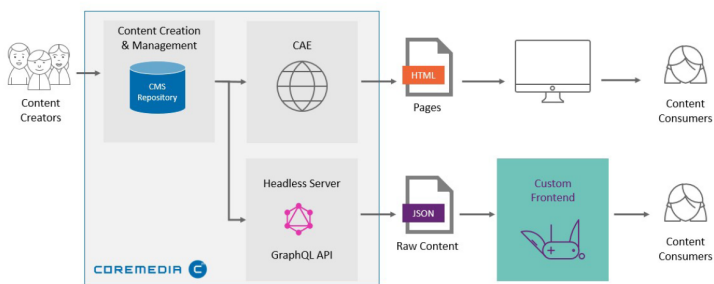 Content Creation
& Management
CMS
Repository
CAE
HTML
Pages
Content
Creators
Content
Consumers
Headless Server
GraphQL API
JSON
Raw Content
Custom
Frontend
Content
Consumers
COREMEDIA C